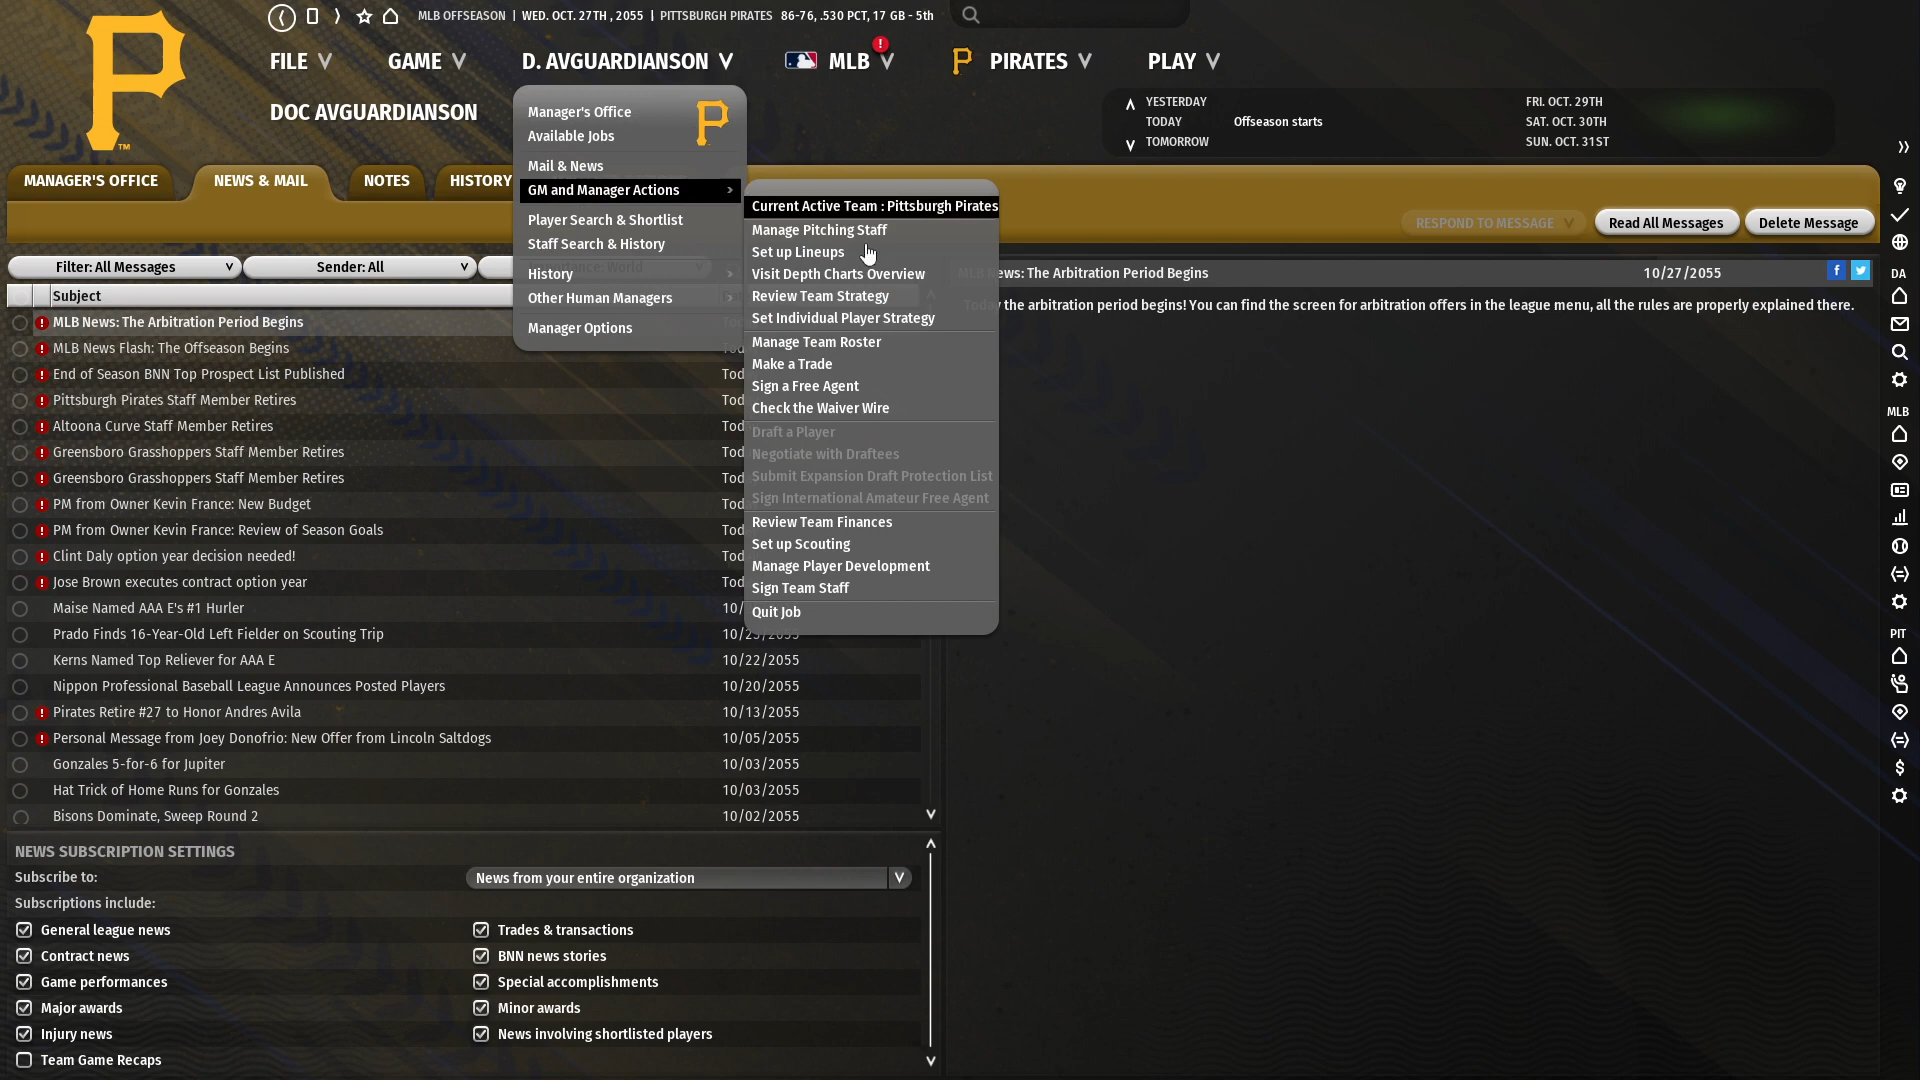 MLB OFFSEASON | WED. OCT. 27TH , 2055 | PITTSBURGH PIRATES 86-76, .530 PCT, 17 GB - 5th
FILE GAME D. AVGUARDIANSON MLB PIRATES PLAY
DOC AVGUARDIANSON
YESTERDAY
TODAY Offseason starts
TOMORROW
FRI. OCT. 29TH
SAT. OCT. 30TH
SUN. OCT. 31ST
MANAGER'S OFFICE NEWS & MAIL NOTES HISTORY
Manager's Office
Available Jobs
Mail & News
GM and Manager Actions
Player Search & Shortlist
Staff Search & History
History
Other Human Managers
Manager Options
Current Active Team : Pittsburgh Pirates
Manage Pitching Staff
Set up Lineups
Visit Depth Charts Overview
Review Team Strategy
Set Individual Player Strategy
Manage Team Roster
Make a Trade
Sign a Free Agent
Check the Waiver Wire
Draft a Player
Negotiate with Draftees
Submit Expansion Draft Protection List
Sign International Amateur Free Agent
Review Team Finances
Set up Scouting
Manage Player Development
Sign Team Staff
Quit Job
RESPOND TO MESSAGE Read All Messages Delete Message
Filter: All Messages Sender: All World
Subject
MLB News: The Arbitration Period Begins
MLB News Flash: The Offseason Begins
End of Season BNN Top Prospect List Published Tod
Pittsburgh Pirates Staff Member Retires Tod
Altoona Curve Staff Member Retires Tod
Greensboro Grasshoppers Staff Member Retires Tod
Greensboro Grasshoppers Staff Member Retires Tod
PM from Owner Kevin France: New Budget Tod
PM from Owner Kevin France: Review of Season Goals Tod
Clint Daly option year decision needed! Tod
Jose Brown executes contract option year Tod
Maise Named AAA E's #1 Hurler 10/
Prado Finds 16-Year-Old Left Fielder on Scouting Trip
Kerns Named Top Reliever for AAA E 10/22/2055
Nippon Professional Baseball League Announces Posted Players 10/20/2055
Pirates Retire #27 to Honor Andres Avila 10/13/2055
Personal Message from Joey Donofrio: New Offer from Lincoln Saltdogs 10/05/2055
Gonzales 5-for-6 for Jupiter 10/03/2055
Hat Trick of Home Runs for Gonzales 10/03/2055
Bisons Dominate, Sweep Round 2 10/02/2055
News: The Arbitration Period Begins 10/27/2055
the arbitration period begins! You can find the screen for arbitration offers in the league menu, all the rules are properly explained there.
NEWS SUBSCRIPTION SETTINGS
Subscribe to: News from your entire organization
Subscriptions include:
General league news Trades & transactions
Contract news BNN news stories
Game performances Special accomplishments
Major awards Minor awards
Injury news News involving shortlisted players
Team Game Recaps
DA
MLB
PIT